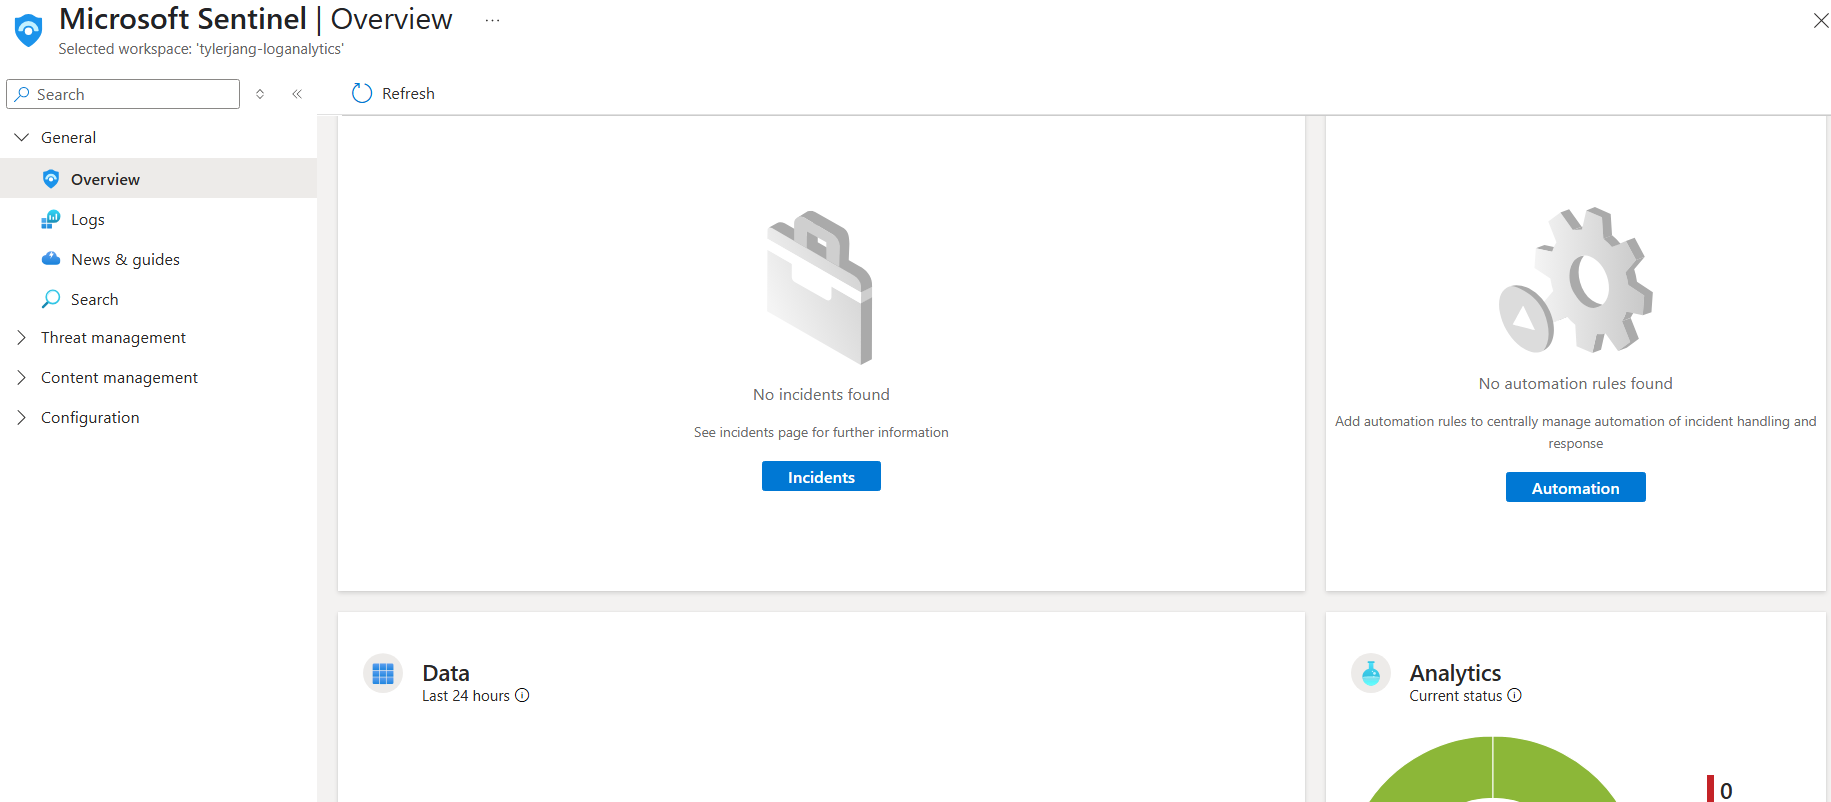 Microsoft Sentinel | Overview ...
Selected workspace: 'tylerjang-loganalytics'
Search
Refresh
General
Overview
Logs
News & guides
Search
Threat management
Content management
Configuration
No incidents found
See incidents page for further information
Incidents
No automation rules found
Add automation rules to centrally manage automation of incident handling and
response
Automation
Data
Last 24 hours
Analytics
Current status
0